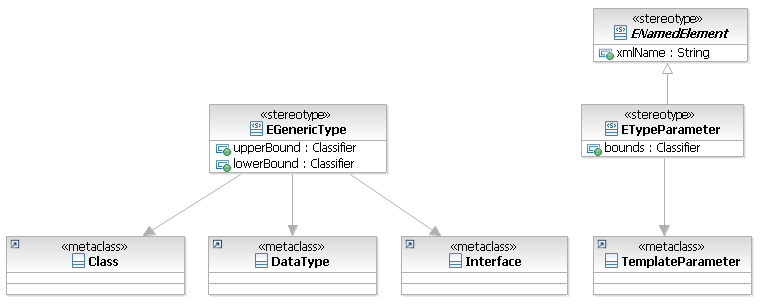 «stereotype»
ENamedElement
xmlName : String
«stereotype»
EGenericType
upperBound : Classifier
lowerBound : Classifier
«stereotype»
ETypeParameter
bounds : Classifier
«metaclass»
Class
«metaclass»
DataType
«metaclass»
Interface
«metaclass»
TemplateParameter